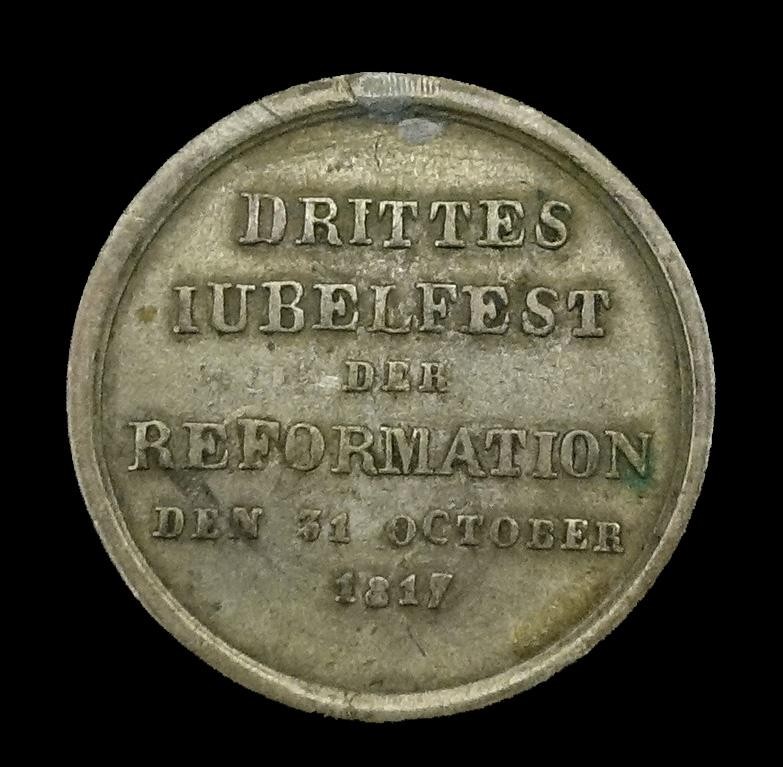 DRITTES
IUBELFEST
DER
REFORMATION
DEN 31 OCTOBER
1817